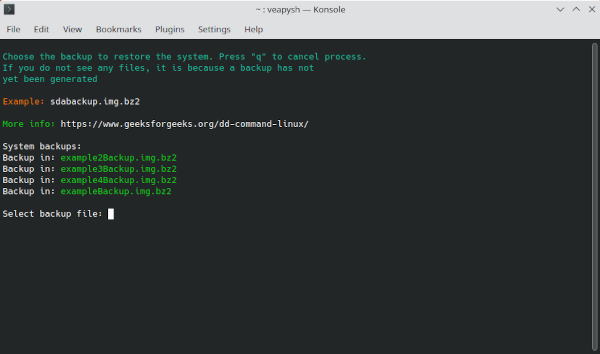 ~ : veapysh — Konsole
File Edit View Bookmarks Plugins Settings Help
Choose the backup to restore the system. Press "q" to cancel process.
If you do not see any files, it is because a backup has not
yet been generated
Example: sdabackup.img.bz2
More info: https://www.geeksforgeeks.org/dd-command-linux/
System backups:
Backup in: example2Backup.img.bz2
Backup in: example3Backup.img.bz2
Backup in: example4Backup.img.bz2
Backup in: exampleBackup.img.bz2
Select backup file: